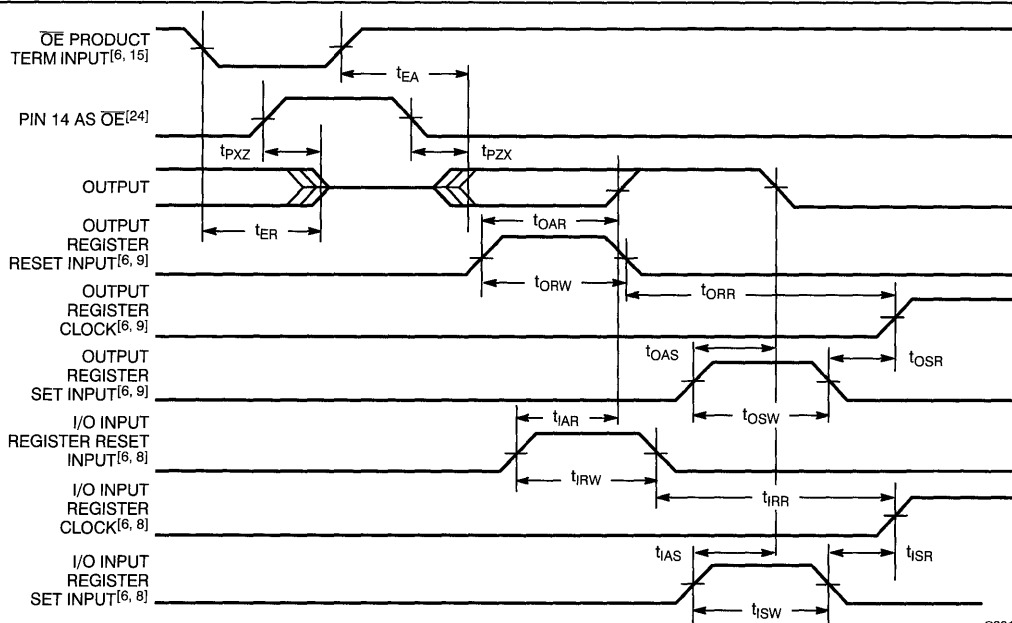 O̅E̅ PRODUCT
TERM INPUT[6, 15]
tEA
PIN 14 AS O̅E̅[24]
tPXZ
tPZX
OUTPUT
tER
tOAR
OUTPUT
REGISTER
RESET INPUT[6, 9]
tORW
tORR
OUTPUT
REGISTER
CLOCK[6, 9]
tOAS
tOSR
OUTPUT
REGISTER
SET INPUT[6, 9]
tOSW
I/O INPUT
REGISTER RESET
INPUT[6, 8]
tIAR
tIRW
tIRR
I/O INPUT
REGISTER
CLOCK[6, 8]
tIAS
tISR
I/O INPUT
REGISTER
SET INPUT[6, 8]
tISW